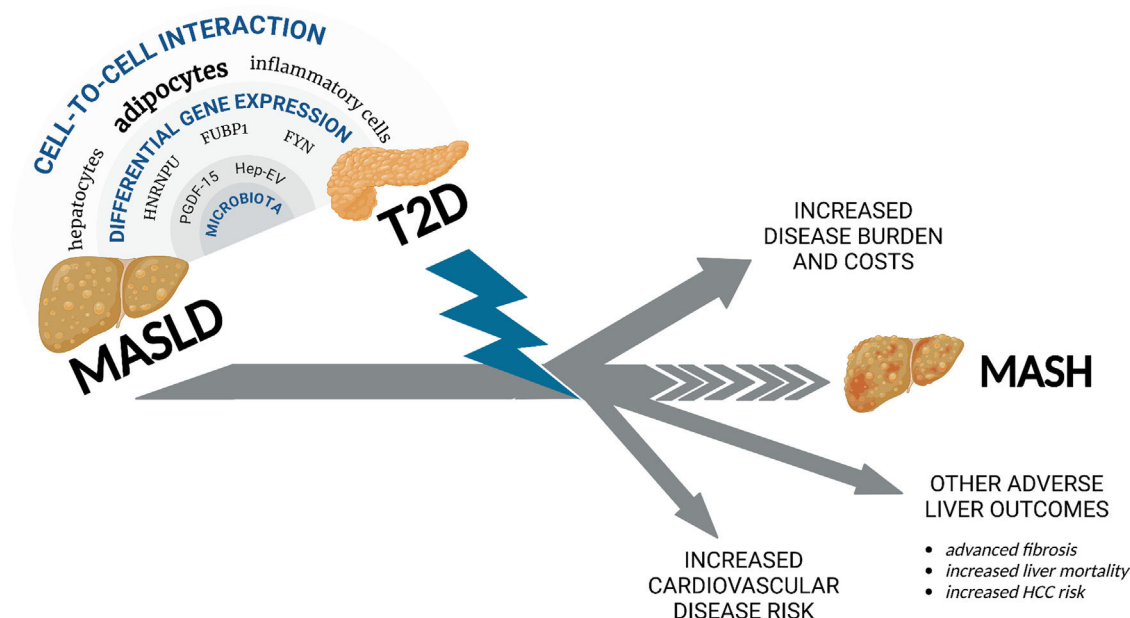 CELL-TO-CELL INTERACTION
hepatocytes
adipocytes
inflammatory cells
DIFFERENTIAL GENE EXPRESSION
HNRNPU
FUBP1
FYN
PGDF-15
Hep-EV
MICROBIOTA
MASLD
T2D
INCREASED
DISEASE BURDEN
AND COSTS
MASH
OTHER ADVERSE
LIVER OUTCOMES
• advanced fibrosis
• increased liver mortality
• increased HCC risk
INCREASED
CARDIOVASCULAR
DISEASE RISK